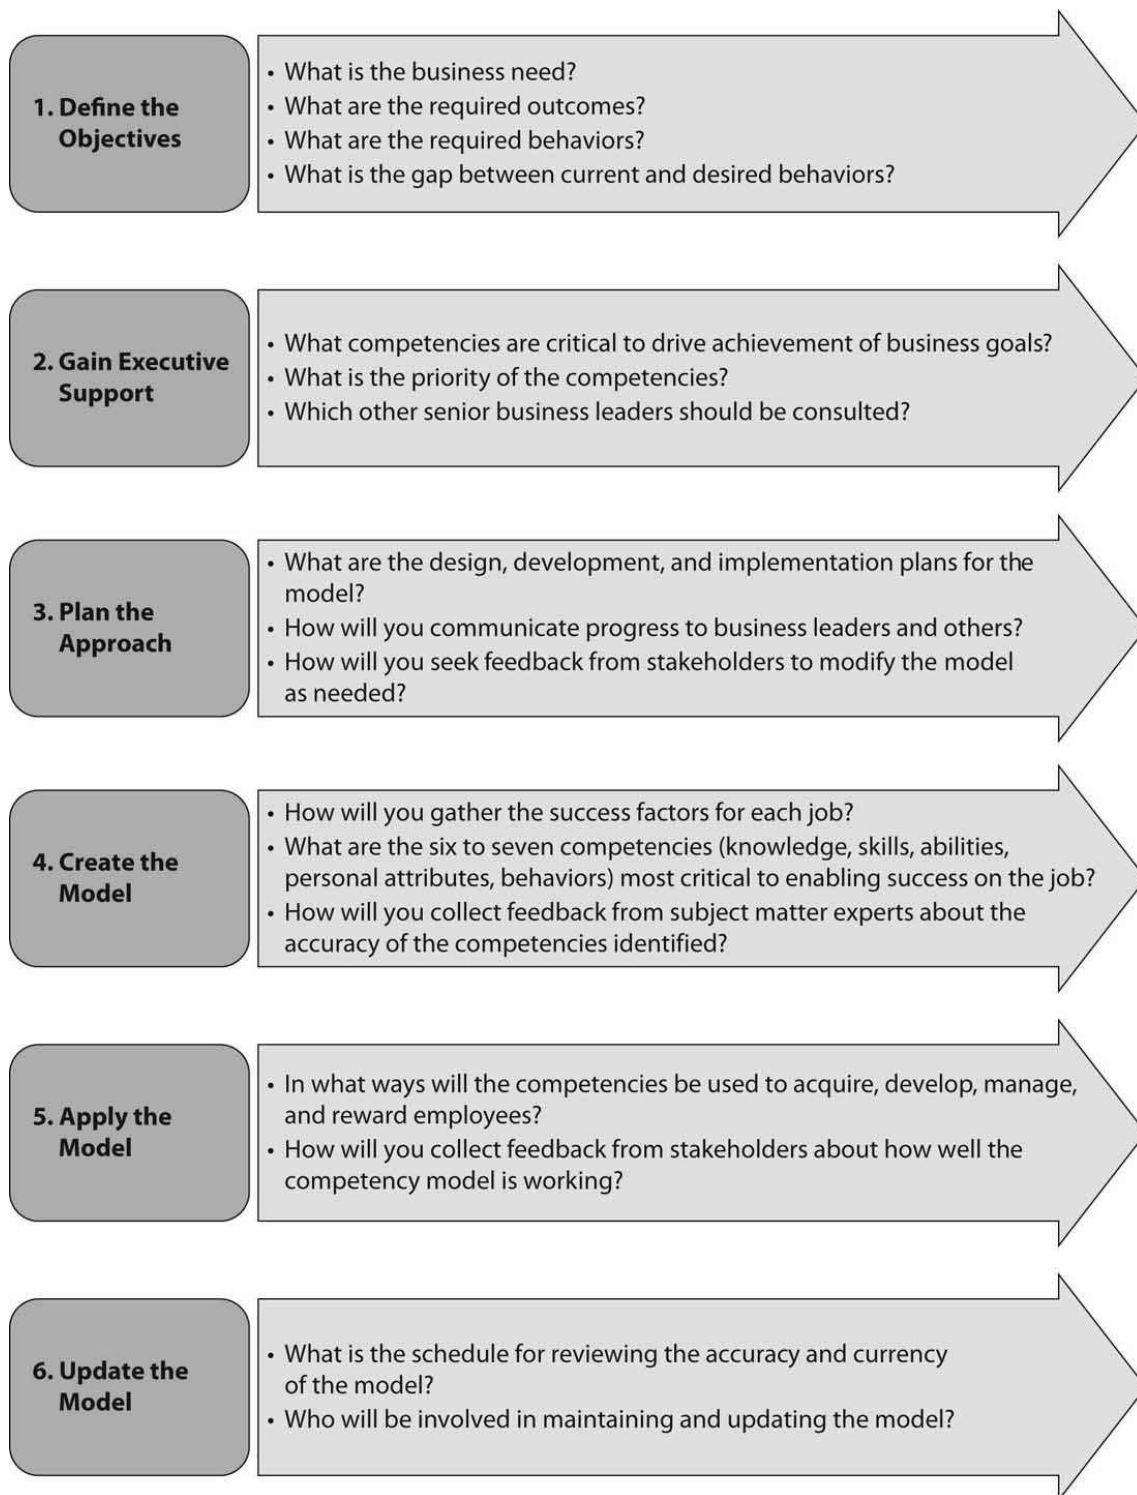 1. Define the
Objectives
• What is the business need?
• What are the required outcomes?
• What are the required behaviors?
• What is the gap between current and desired behaviors?
2. Gain Executive
Support
• What competencies are critical to drive achievement of business goals?
• What is the priority of the competencies?
• Which other senior business leaders should be consulted?
3. Plan the
Approach
• What are the design, development, and implementation plans for the
model?
• How will you communicate progress to business leaders and others?
• How will you seek feedback from stakeholders to modify the model
as needed?
4. Create the
Model
• How will you gather the success factors for each job?
• What are the six to seven competencies (knowledge, skills, abilities,
personal attributes, behaviors) most critical to enabling success on the job?
• How will you collect feedback from subject matter experts about the
accuracy of the competencies identified?
5. Apply the
Model
• In what ways will the competencies be used to acquire, develop, manage,
and reward employees?
• How will you collect feedback from stakeholders about how well the
competency model is working?
6. Update the
Model
• What is the schedule for reviewing the accuracy and currency
of the model?
• Who will be involved in maintaining and updating the model?